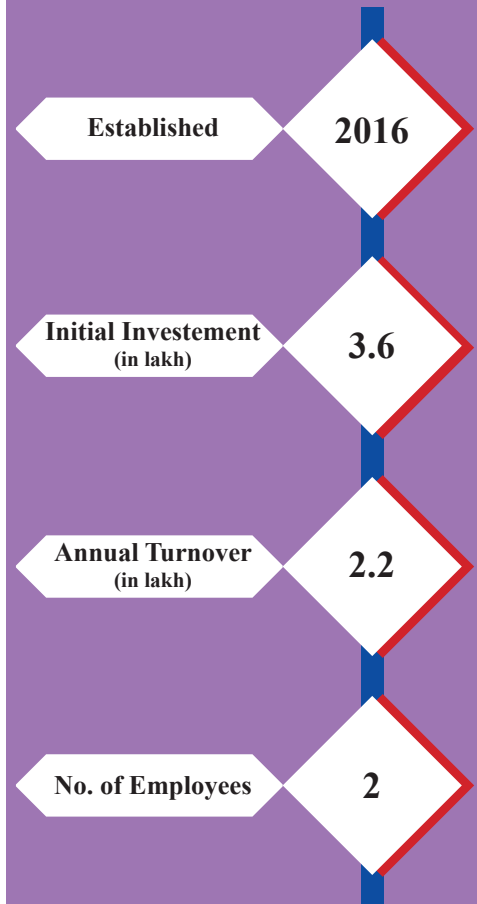 Established
2016
Initial Investement
(in lakh)
3.6
Annual Turnover
(in lakh)
2.2
No. of Employees
2